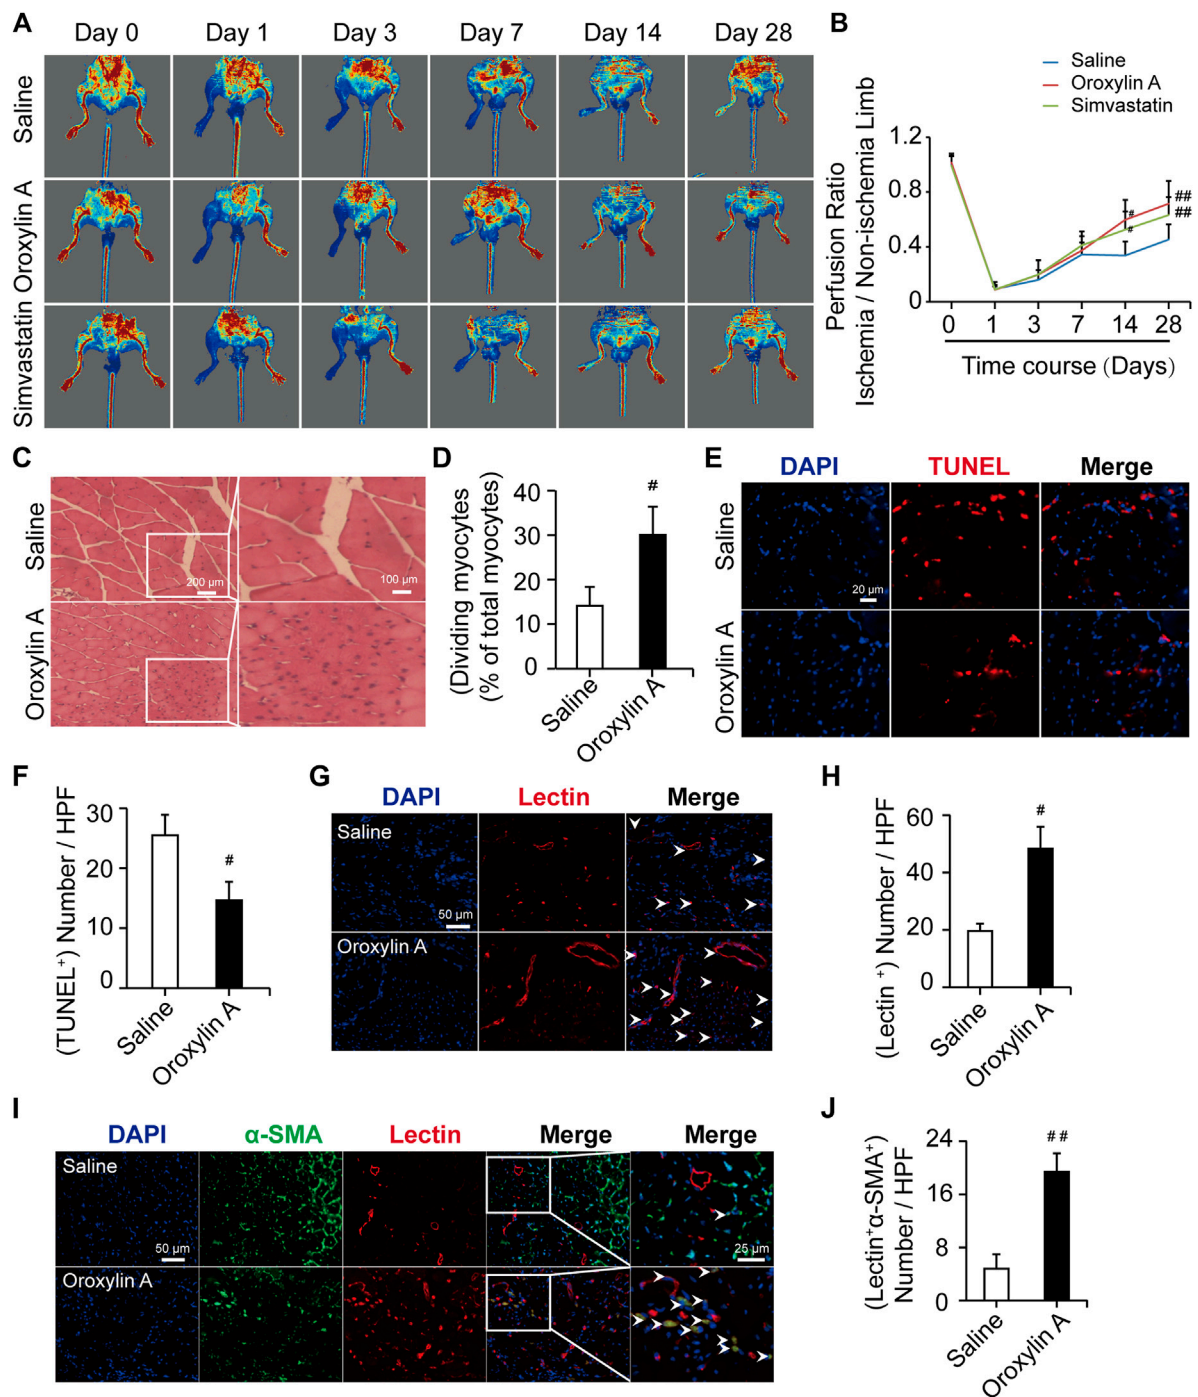 A
Day 0 Day 1 Day 3 Day 7 Day 14 Day 28
Saline
Oroxylin A
Simvastatin
B
Saline
Oroxylin A
Simvastatin
Perfusion Ratio
Ischemia / Non-ischemia Limb
1.2
0.8
0.4
0
#
#
##
##
0 1 3 7 14 28
Time course (Days)
C
Saline
Oroxylin A
200 µm
100 µm
D
(Dividing myocytes
(% of total myocytes)
40
30
20
10
0
#
Saline
Oroxylin A
E
DAPI TUNEL Merge
Saline
Oroxylin A
20 µm
F
(TUNEL+) Number / HPF
30
20
10
0
#
Saline
Oroxylin A
G
DAPI Lectin Merge
Saline
50 µm
Oroxylin A
H
(Lectin +) Number / HPF
60
40
20
0
#
Saline
Oroxylin A
I
DAPI α-SMA Lectin Merge Merge
Saline
50 µm
25 µm
Oroxylin A
J
(Lectin+α-SMA+)
Number / HPF
24
16
8
0
# #
Saline
Oroxylin A